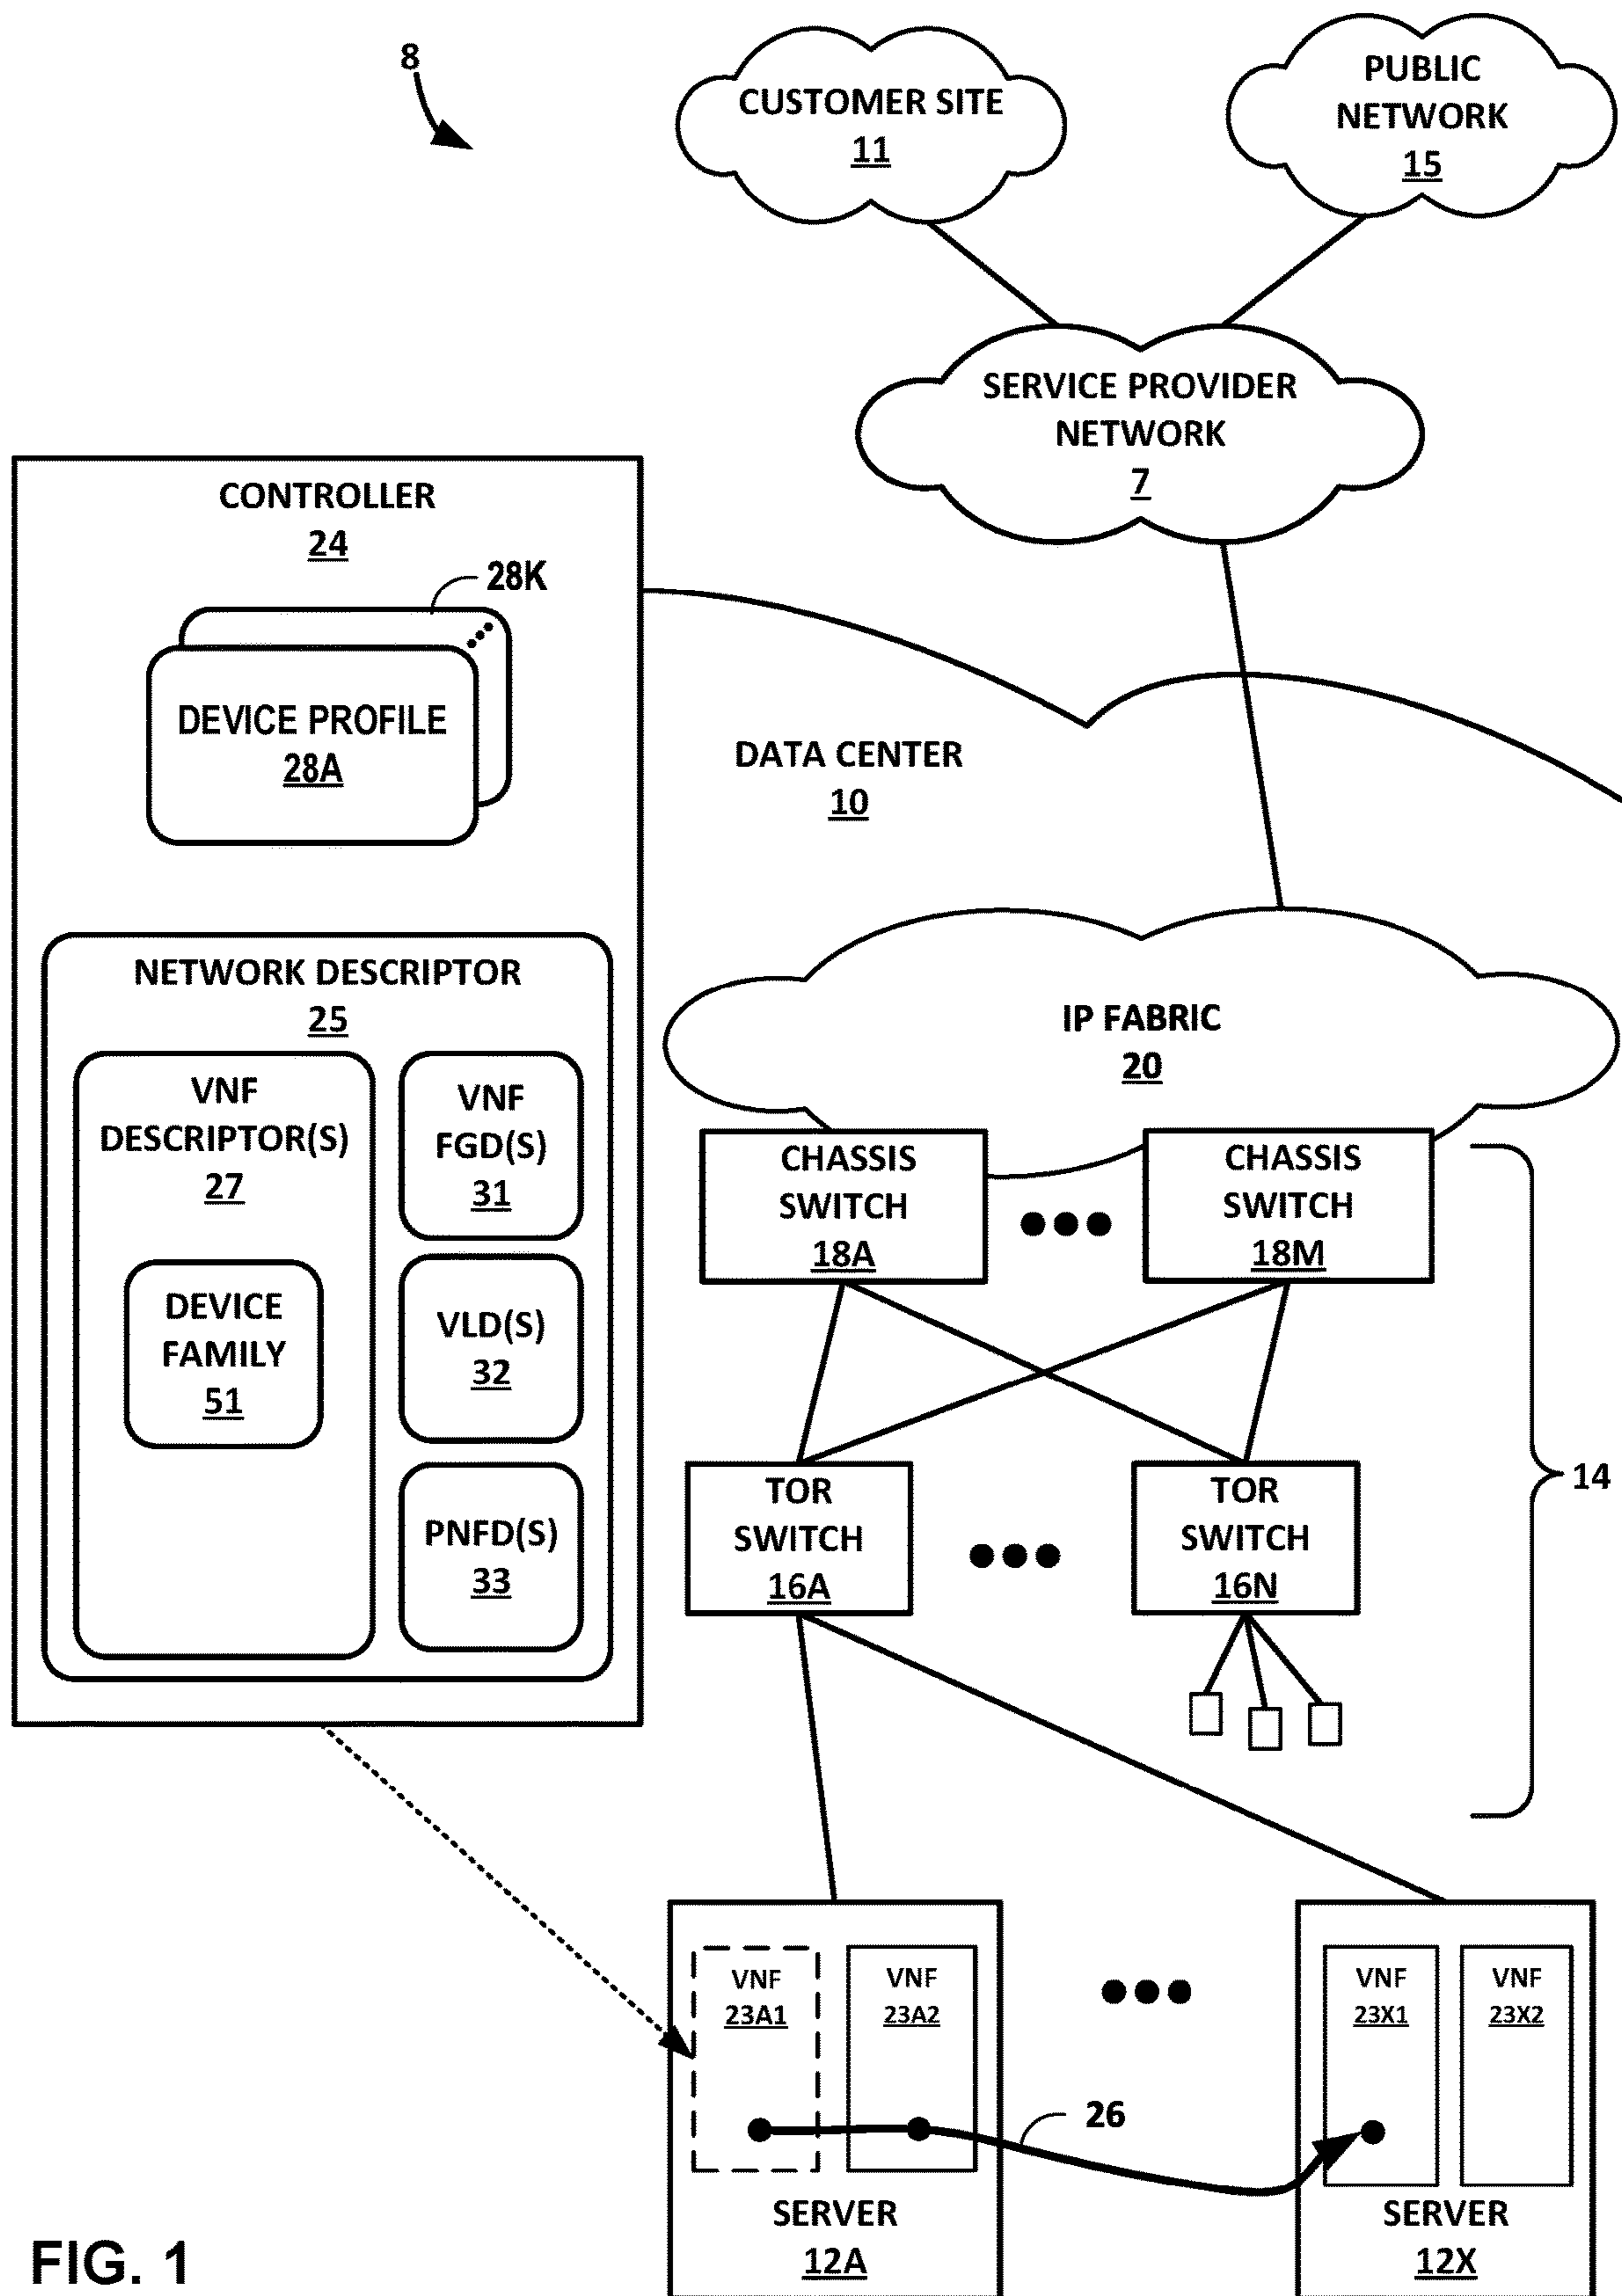 8
CUSTOMER SITE
11
PUBLIC
NETWORK
15
SERVICE PROVIDER
NETWORK
7
CONTROLLER
24
28K
DEVICE PROFILE
28A
DATA CENTER
10
NETWORK DESCRIPTOR
25
VNF
DESCRIPTOR(S)
27
DEVICE
FAMILY
51
VNF
FGD(S)
31
VLD(S)
32
PNFD(S)
33
IP FABRIC
20
CHASSIS
SWITCH
18A
CHASSIS
SWITCH
18M
TOR
SWITCH
16A
TOR
SWITCH
16N
14
VNF
23A1
VNF
23A2
VNF
23X1
VNF
23X2
26
SERVER
12A
SERVER
12X
FIG. 1